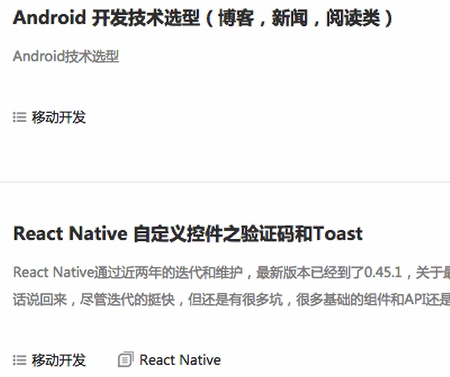 Android 开发技术选型（博客，新闻，阅读类）
Android技术选型
移动开发
React Native 自定义控件之验证码和Toast
React Native通过近两年的迭代和维护，最新版本已经到了0.45.1，关于最
话说回来，尽管迭代的挺快，但还是有很多坑，很多基础的组件和API还是
移动开发 React Native